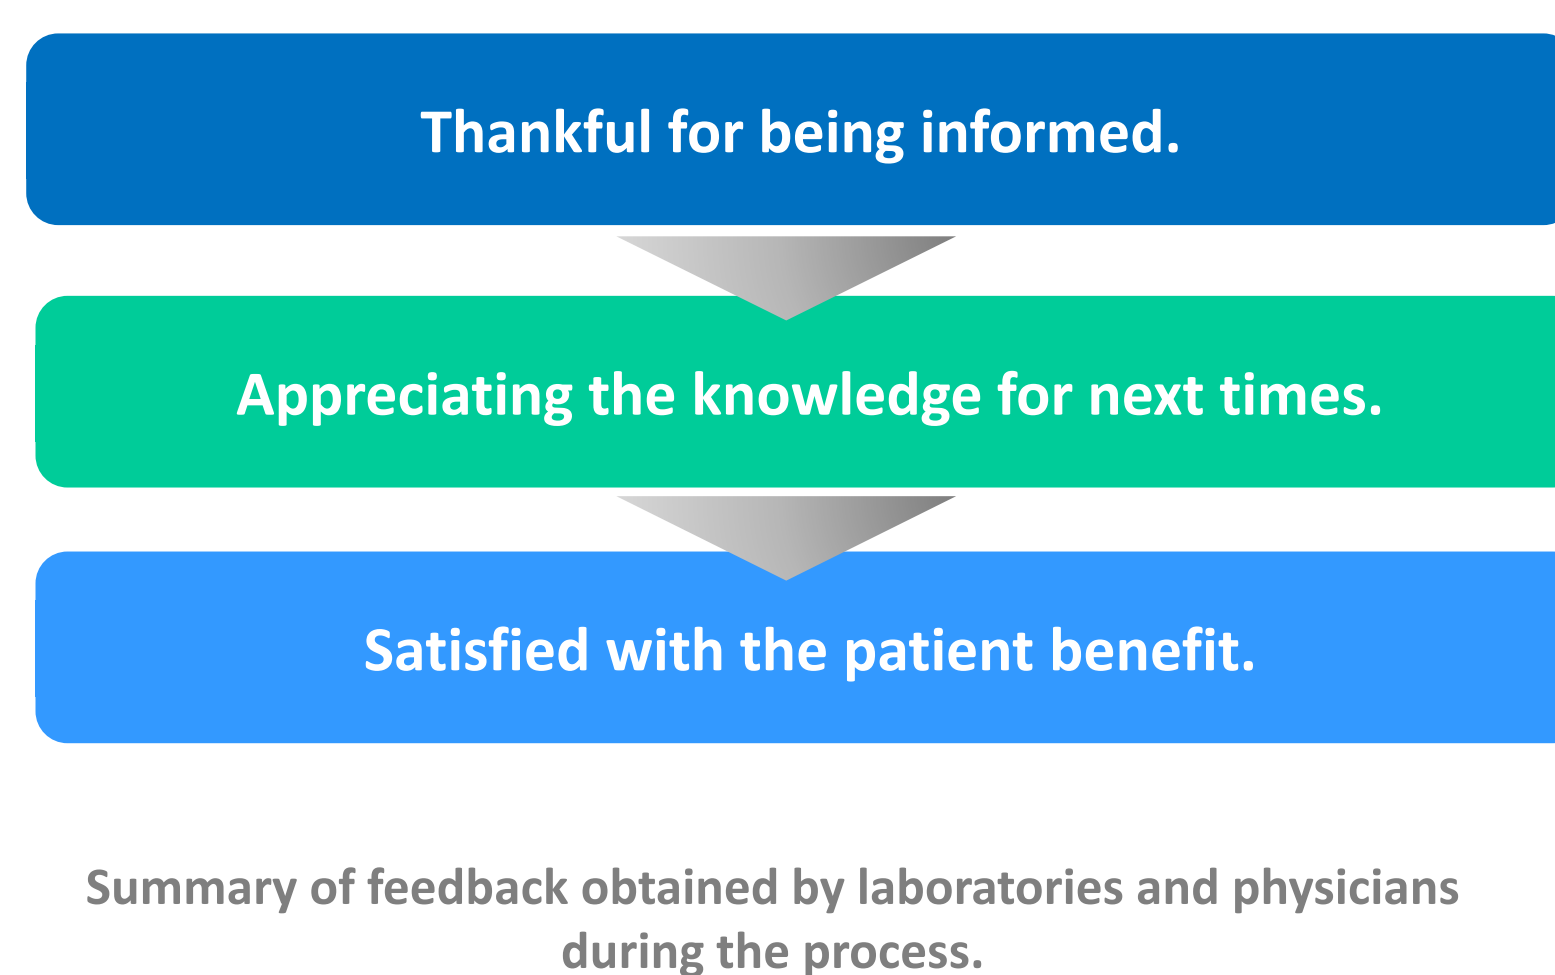 Thankful for being informed.
Appreciating the knowledge for next times.
Satisfied with the patient benefit.
Summary of feedback obtained by laboratories and physicians
during the process.